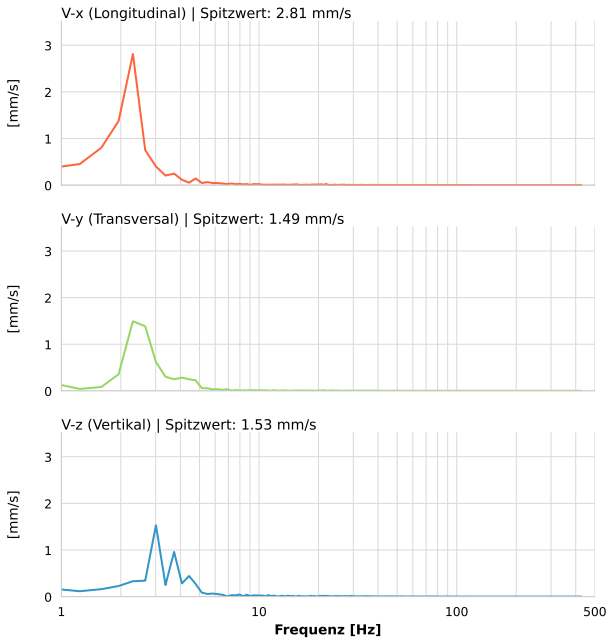 V-x (Longitudinal) | Spitzwert: 2.81 mm/s
3
2
1
0
[mm/s]
V-y (Transversal) | Spitzwert: 1.49 mm/s
3
2
1
0
[mm/s]
V-z (Vertikal) | Spitzwert: 1.53 mm/s
3
2
1
0
[mm/s]
1 10 100 500
Frequenz [Hz]